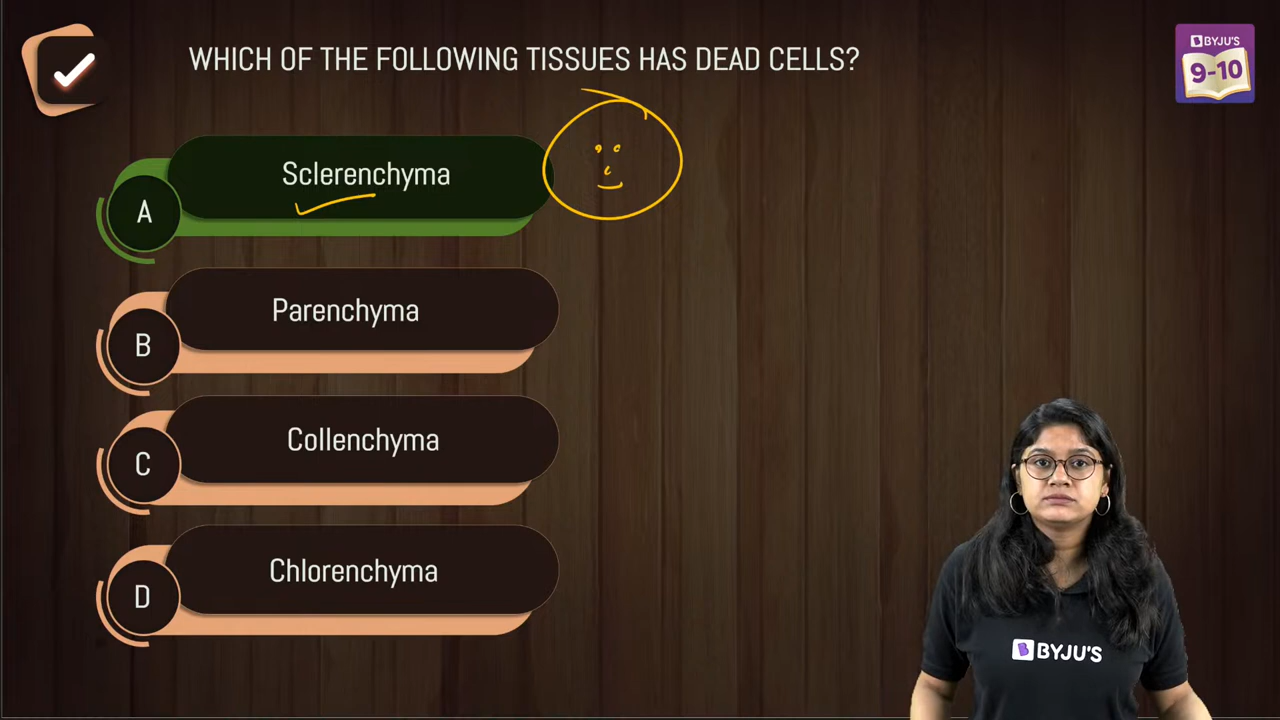 WHICH OF THE FOLLOWING TISSUES HAS DEAD CELLS?
BYJU'S
9-10
A
Sclerenchyma
B
Parenchyma
C
Collenchyma
D
Chlorenchyma
BYJU'S